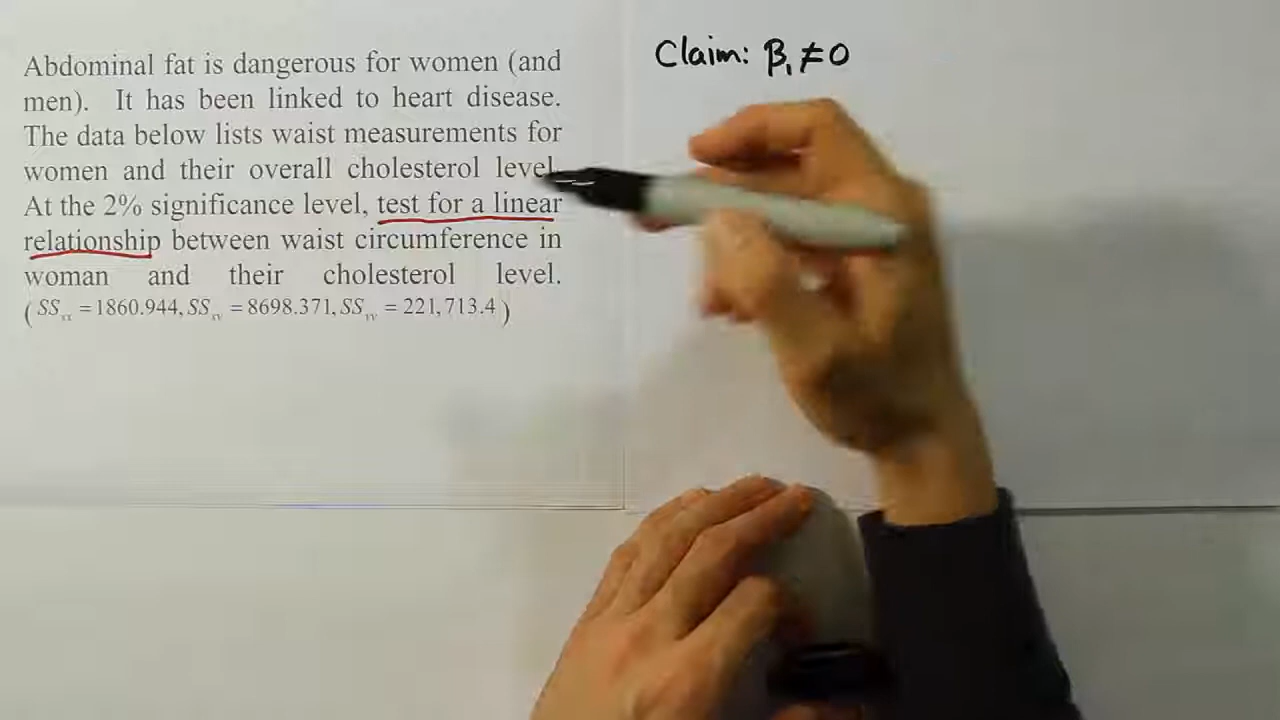 Abdominal fat is dangerous for women (and
men). It has been linked to heart disease.
The data below lists waist measurements for
women and their overall cholesterol level.
At the 2% significance level, test for a linear
relationship between waist circumference in
woman and their cholesterol level.
(SSxx = 1860.944, SSxy = 8698.371, SSyy = 221,713.4)
Claim: β₁ ≠ 0